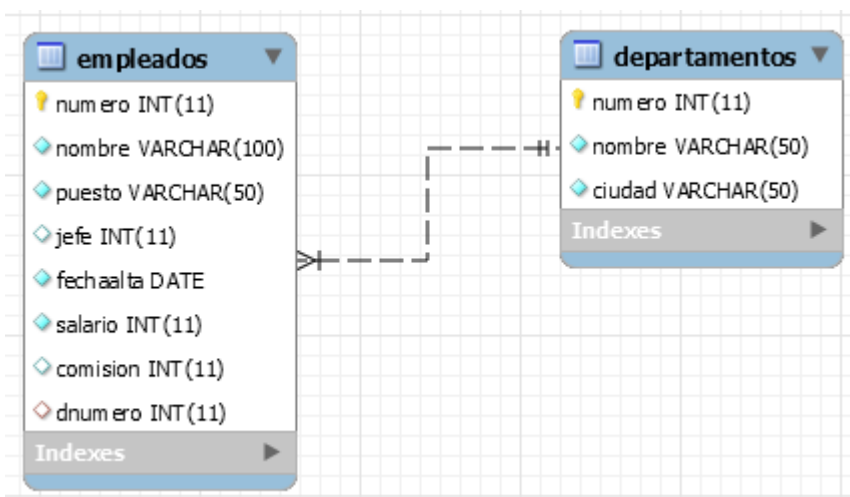 empleados
numero INT(11)
nombre VARCHAR(100)
puesto VARCHAR(50)
jefe INT(11)
fechaalta DATE
salario INT(11)
comision INT(11)
dnumero INT(11)
Indexes
departamentos
numero INT(11)
nombre VARCHAR(50)
ciudad VARCHAR(50)
Indexes